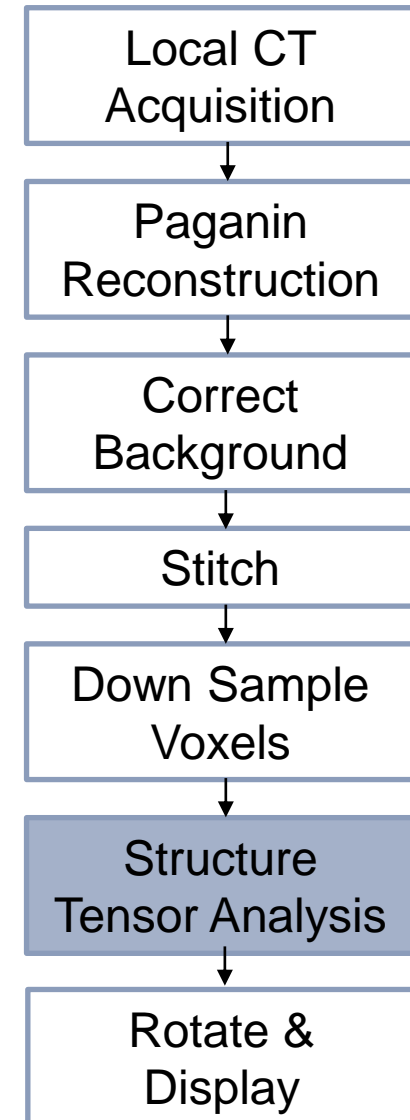 Local CT
Acquisition
Paganin
Reconstruction
Correct
Background
Stitch
Down Sample
Voxels
Structure
Tensor Analysis
Rotate &
Display